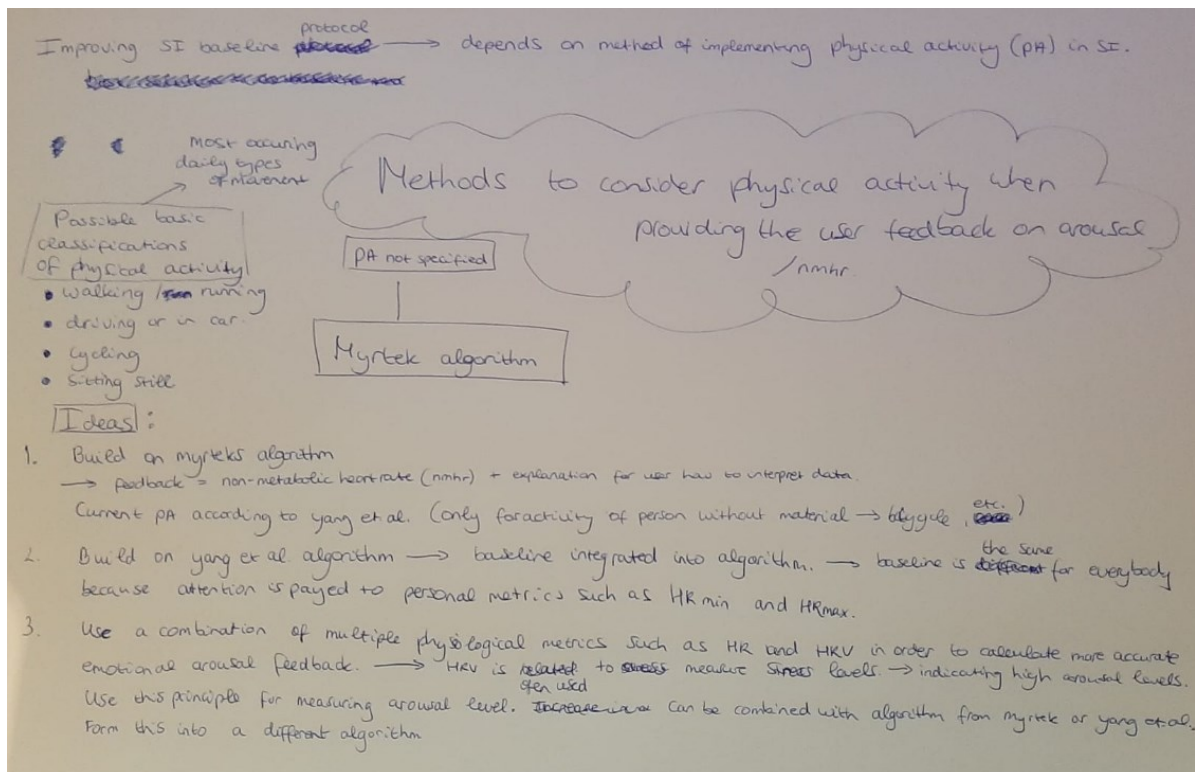 protocol
Improving SI baseline → depends on method of implementing physical activity (PA) in SI.
most occuring
daily types
of movement
Methods to consider physical activity when
providing the user feedback on arousal
/nmhr.
Possible basic
classifications
of physical activity
• walking / running
• driving or in car.
• Cycling
• Sitting still
PA not specified
Myrtek algorithm
Ideas:
1. Build on myrteks algorithm
→ feedback = non-metabolic heartrate (nmhr) + explanation for user how to interpret data.
etc.
Current PA according to yang et al. (only for activity of person without material → )
the same
2. Build on yang et al algorithm → baseline integrated into algorithm. → baseline is for everybody
because attention is payed to personal metrics such as HR min and HRmax.
3. Use a combination of multiple physiological metrics such as HR and HRV in order to calculate more accurate
emotional arousal feedback. → HRV is related to measure stress levels. → indicating high arousal levels.
often used
Use this principle for measuring arousal level. Can be combined with algorithm from myrtek or yang et al.
Form this into a different algorithm